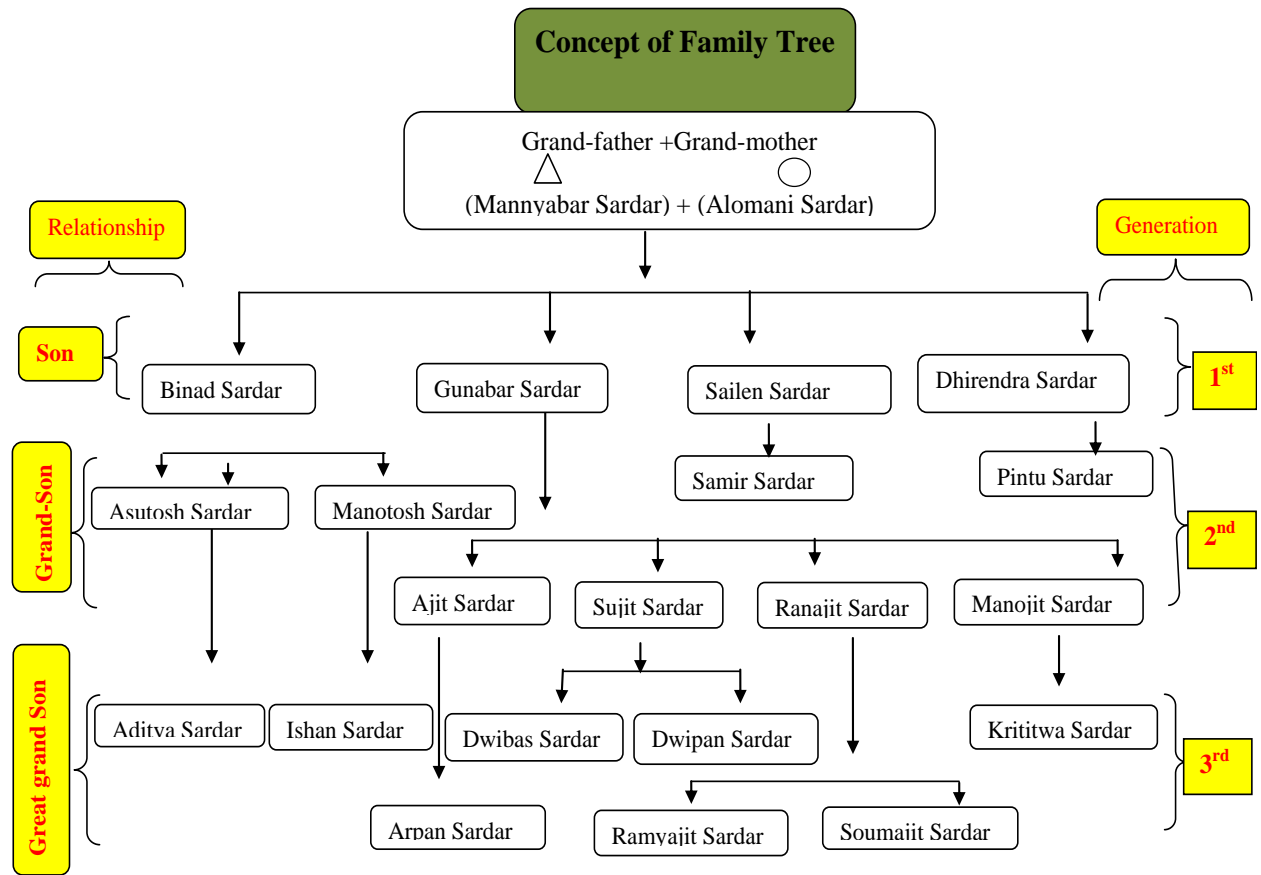 Concept of Family Tree
Grand-father +Grand-mother
(Mannyabar Sardar) + (Alomani Sardar)
Relationship
Generation
Son
Binad Sardar
Gunabar Sardar
Sailen Sardar
Dhirendra Sardar
1st
Grand-Son
Asutosh Sardar
Manotosh Sardar
Samir Sardar
Pintu Sardar
2nd
Ajit Sardar
Sujit Sardar
Ranajit Sardar
Manojit Sardar
Great grand Son
Aditya Sardar
Ishan Sardar
Dwibas Sardar
Dwipan Sardar
Krititwa Sardar
3rd
Arpan Sardar
Ramyajit Sardar
Soumajit Sardar